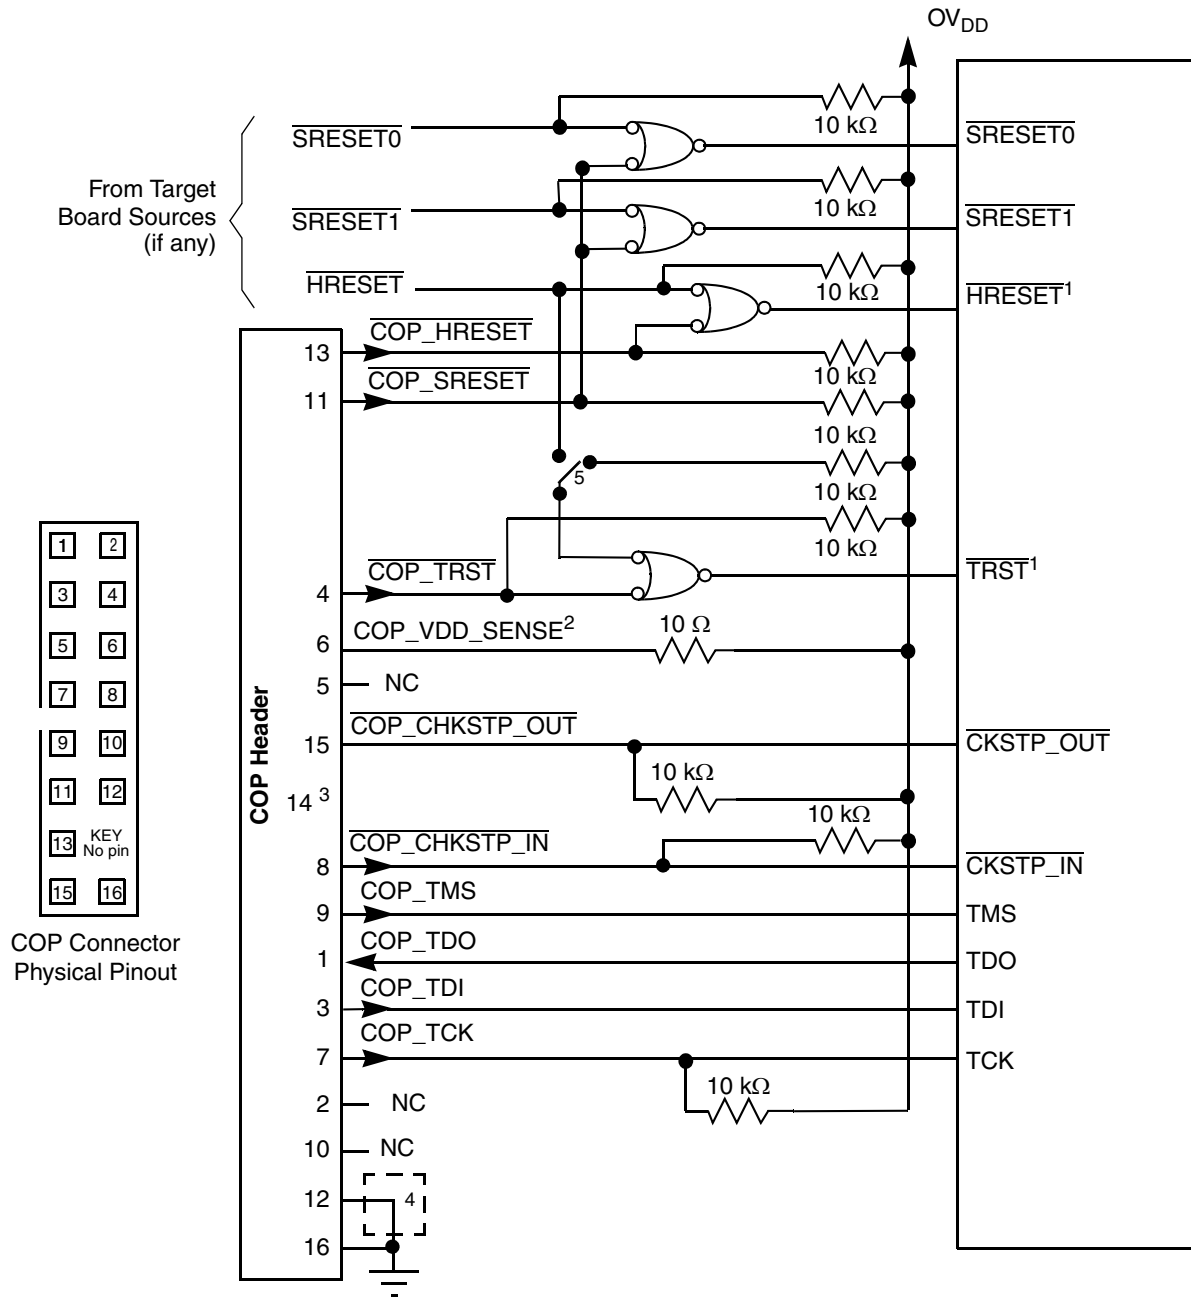 OVDD
10 kΩ
SRESET0
SRESET0
From Target
Board Sources
(if any)
10 kΩ
SRESET1
SRESET1
HRESET
10 kΩ
HRESET1
COP_HRESET
13
10 kΩ
COP_SRESET
11
10 kΩ
5
10 kΩ
10 kΩ
COP_TRST
4
TRST1
COP_VDD_SENSE2
10 Ω
6
5
NC
COP_CHKSTP_OUT
15
CKSTP_OUT
10 kΩ
14 3
10 kΩ
COP_CHKSTP_IN
8
CKSTP_IN
COP_TMS
9
TMS
COP_TDO
1
TDO
COP_TDI
3
TDI
COP_TCK
7
TCK
10 kΩ
2
NC
10
NC
12
4
16
COP Header
1 2
3 4
5 6
7 8
9 10
11 12
13 KEY
No pin
15 16
COP Connector
Physical Pinout